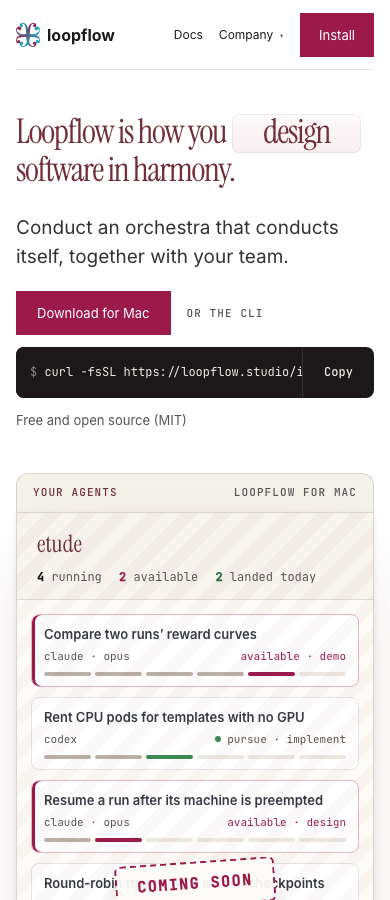 loopflow
Docs Company Install
Loopflow is how you design
software in harmony.
Conduct an orchestra that conducts
itself, together with your team.
Download for Mac OR THE CLI
$ curl -fsSL https://loopflow.studio/i Copy
Free and open source (MIT)
YOUR AGENTS LOOPFLOW FOR MAC
etude
4 running 2 available 2 landed today
Compare two runs’ reward curves
claude · opus available · demo
Rent CPU pods for templates with no GPU
codex pursue · implement
Resume a run after its machine is preempted
claude · opus available · design
COMING SOON